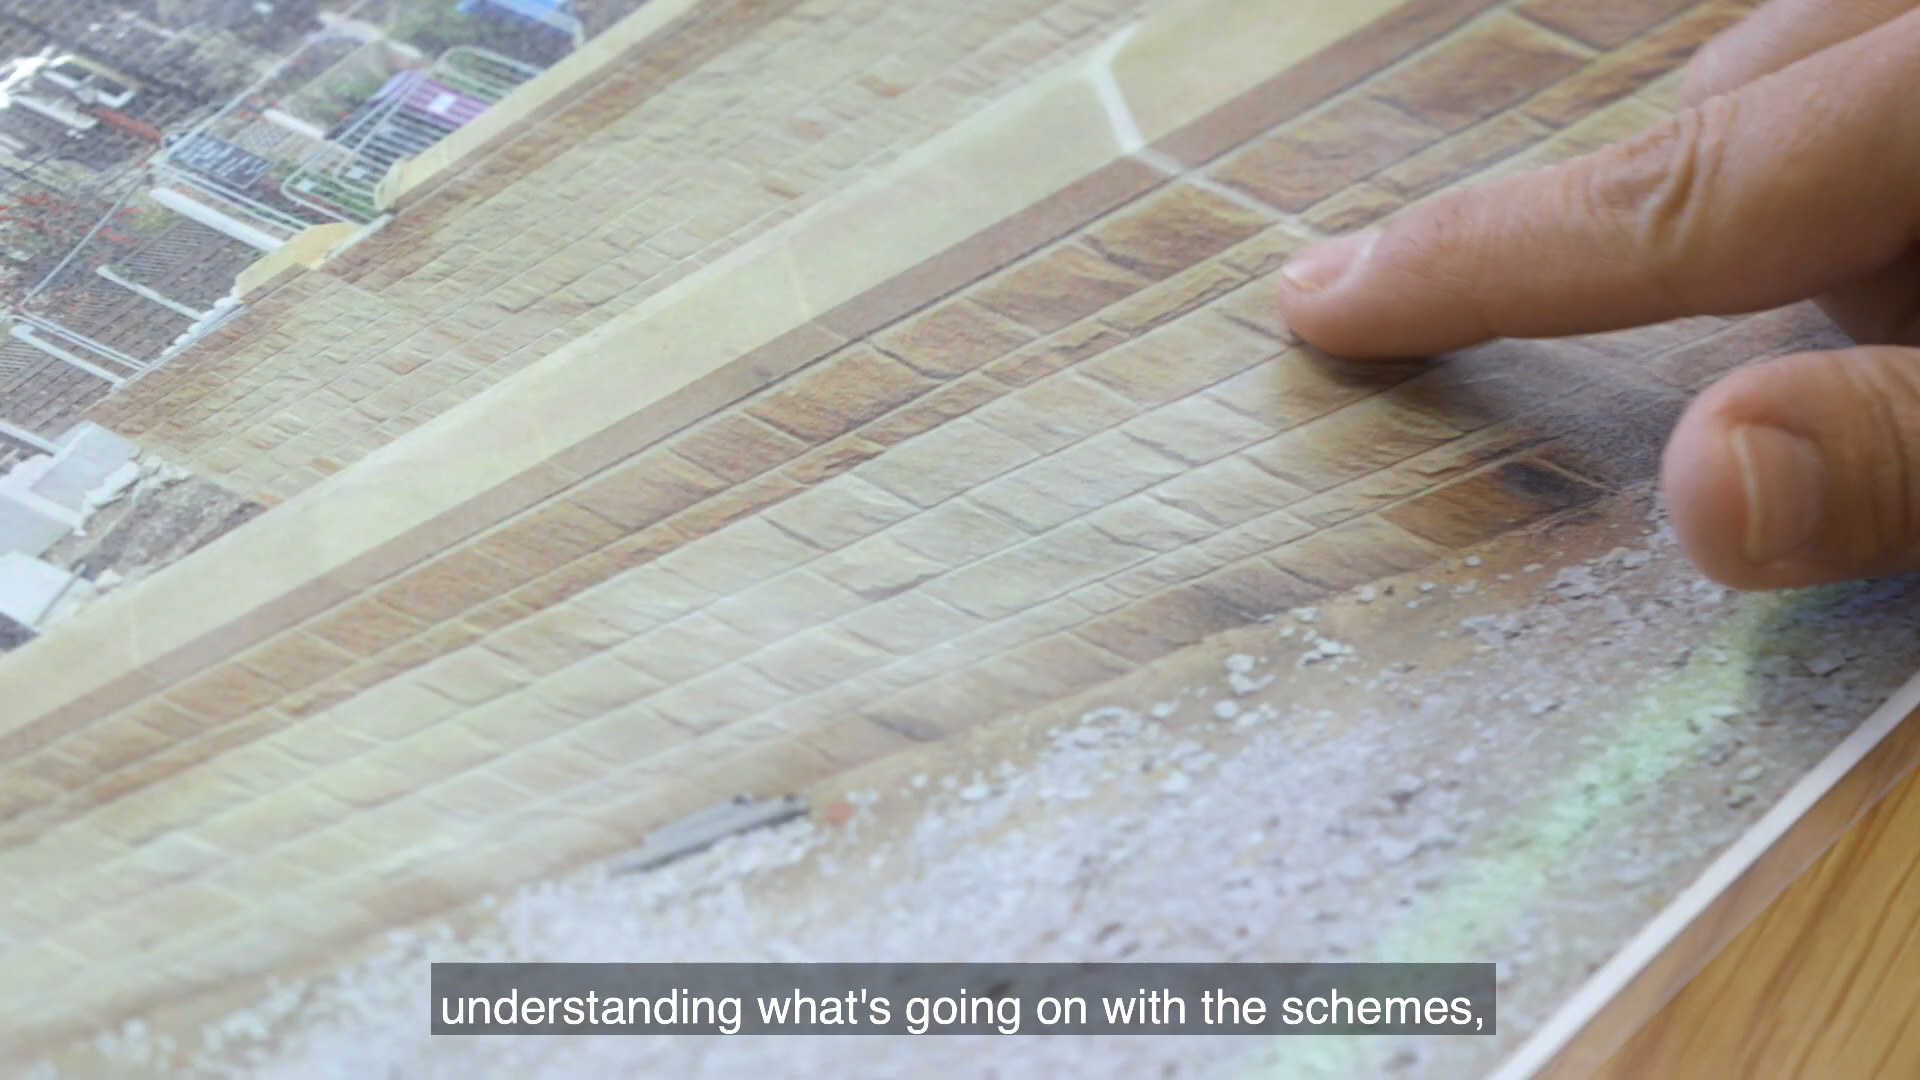 understanding what's going on with the schemes,